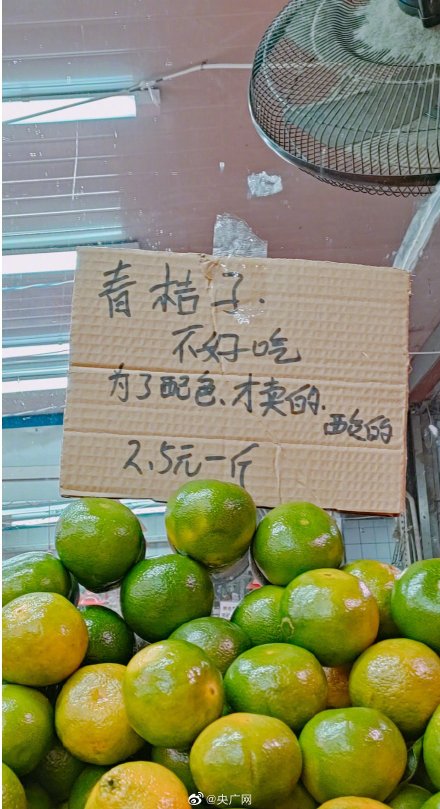 青桔子.
不好吃
为了配色、才卖的.
酸的
2.5元一斤
@央广网